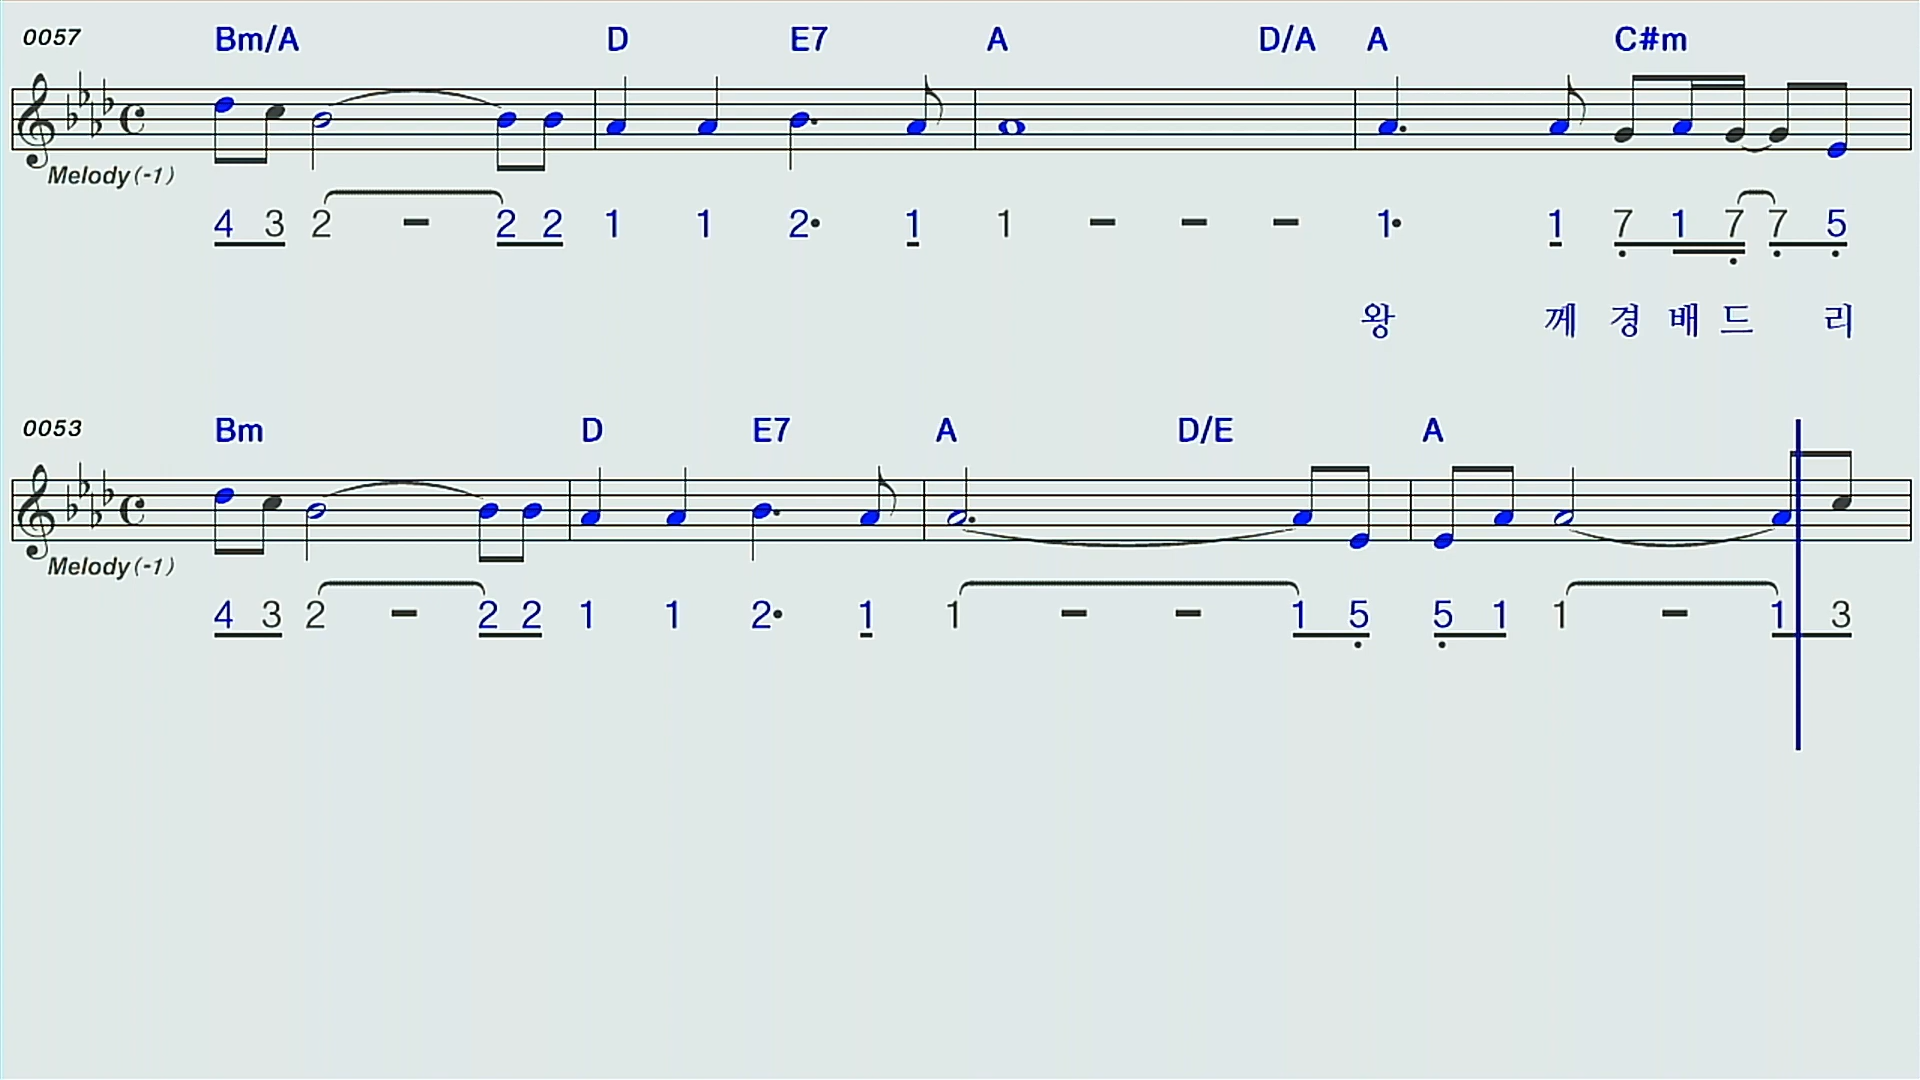 0057 Bm/A D E7 A D/A A C#m
Melody(-1)
4 3 2 - 2 2 1 1 2• 1 1 - - - 1• 1 7 1 7 7 5
왕 께 경 배 드 리
0053 Bm D E7 A D/E A
Melody(-1)
4 3 2 - 2 2 1 1 2• 1 1 - - 1 5 5 1 1 - 1 3